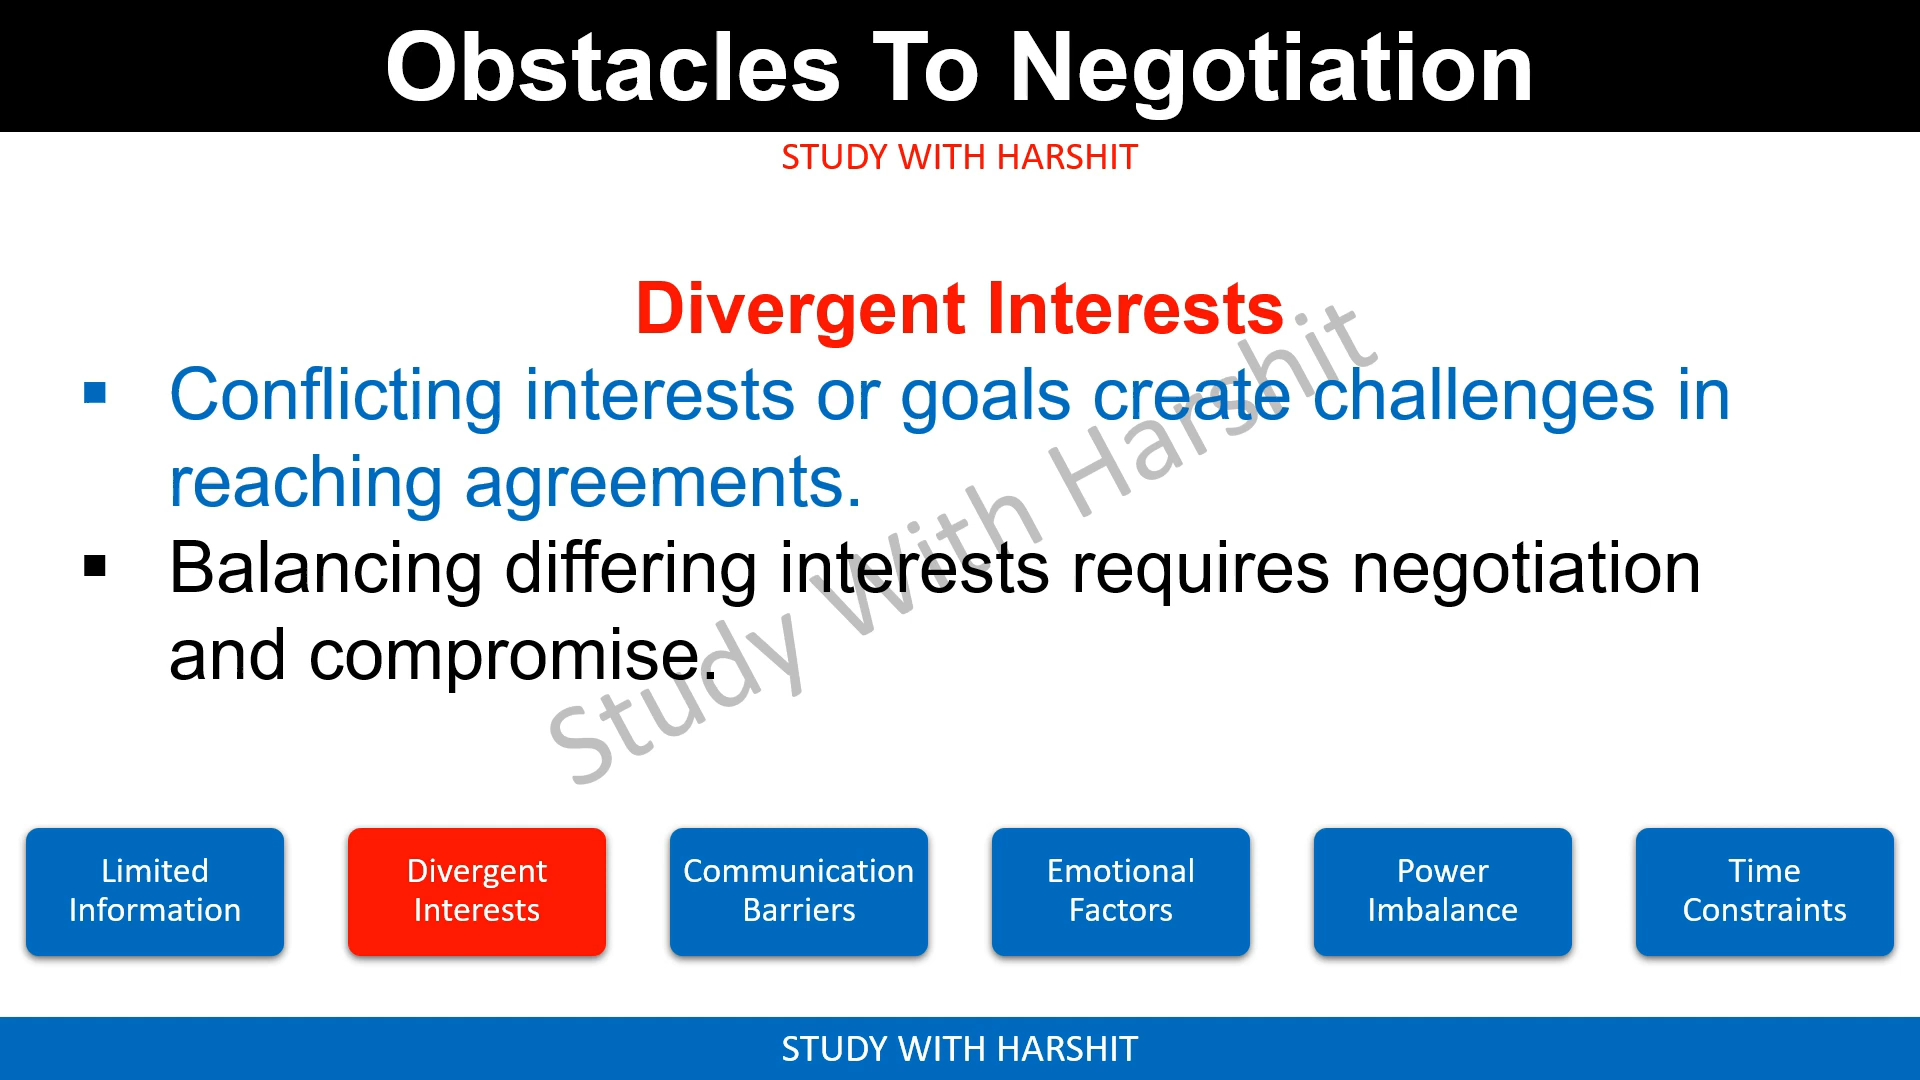 Obstacles To Negotiation
STUDY WITH HARSHIT
Divergent Interests
▪ Conflicting interests or goals create challenges in
reaching agreements.
▪ Balancing differing interests requires negotiation
and compromise.
Study With Harshit
Limited
Information
Divergent
Interests
Communication
Barriers
Emotional
Factors
Power
Imbalance
Time
Constraints
STUDY WITH HARSHIT